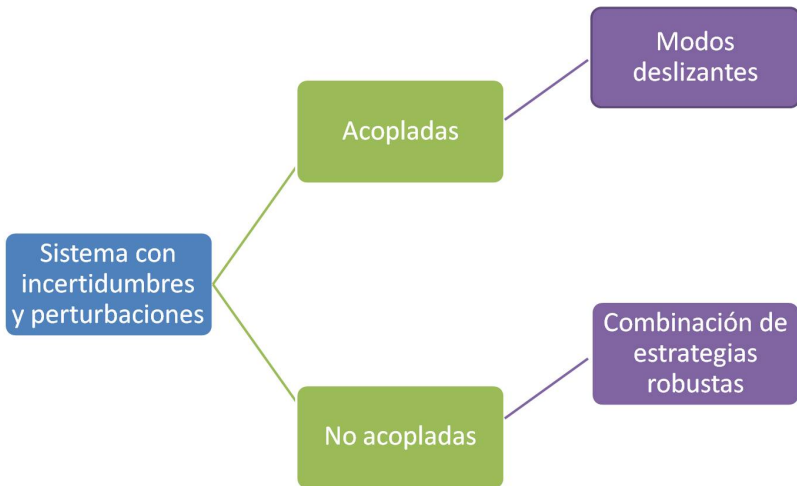 Modos
deslizantes
Acopladas
Sistema con
incertidumbres
y perturbaciones
Combinación de
estrategias
robustas
No acopladas